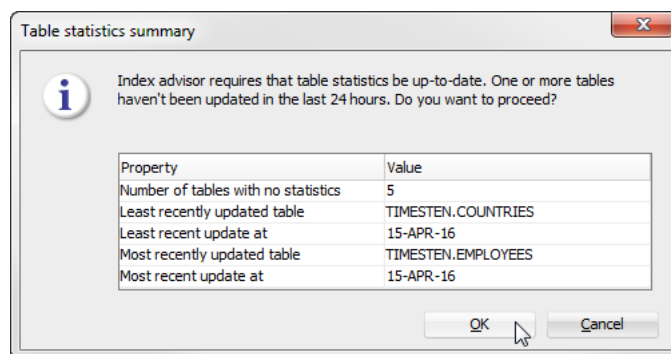 Table statistics summary
Index advisor requires that table statistics be up-to-date. One or more tables
haven't been updated in the last 24 hours. Do you want to proceed?
Property Value
Number of tables with no statistics 5
Least recently updated table TIMESTEN.COUNTRIES
Least recent update at 15-APR-16
Most recently updated table TIMESTEN.EMPLOYEES
Most recent update at 15-APR-16
OK Cancel